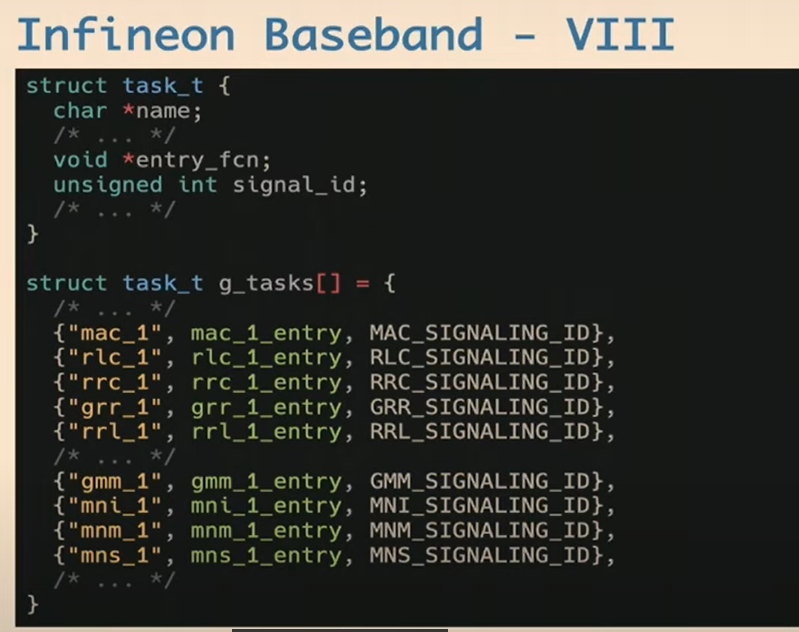 Infineon Baseband - VIII
struct task_t {
  char *name;
  /* ... */
  void *entry_fcn;
  unsigned int signal_id;
  /* ... */
}

struct task_t g_tasks[] = {
  /* ... */
  {"mac_1", mac_1_entry, MAC_SIGNALING_ID},
  {"rlc_1", rlc_1_entry, RLC_SIGNALING_ID},
  {"rrc_1", rrc_1_entry, RRC_SIGNALING_ID},
  {"grr_1", grr_1_entry, GRR_SIGNALING_ID},
  {"rrl_1", rrl_1_entry, RRL_SIGNALING_ID},
  /* ... */
  {"gmm_1", gmm_1_entry, GMM_SIGNALING_ID},
  {"mni_1", mni_1_entry, MNI_SIGNALING_ID},
  {"mnm_1", mnm_1_entry, MNM_SIGNALING_ID},
  {"mns_1", mns_1_entry, MNS_SIGNALING_ID},
  /* ... */
}